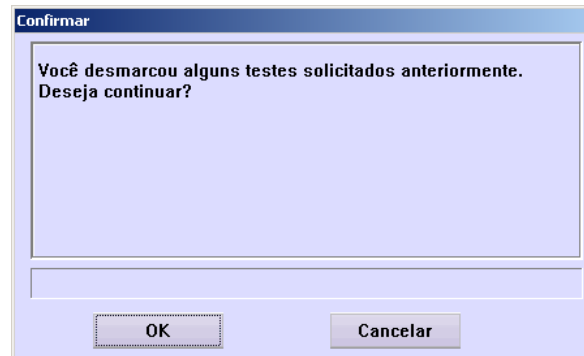 Confirmar
Você desmarcou alguns testes solicitados anteriormente.
Deseja continuar?
OK
Cancelar